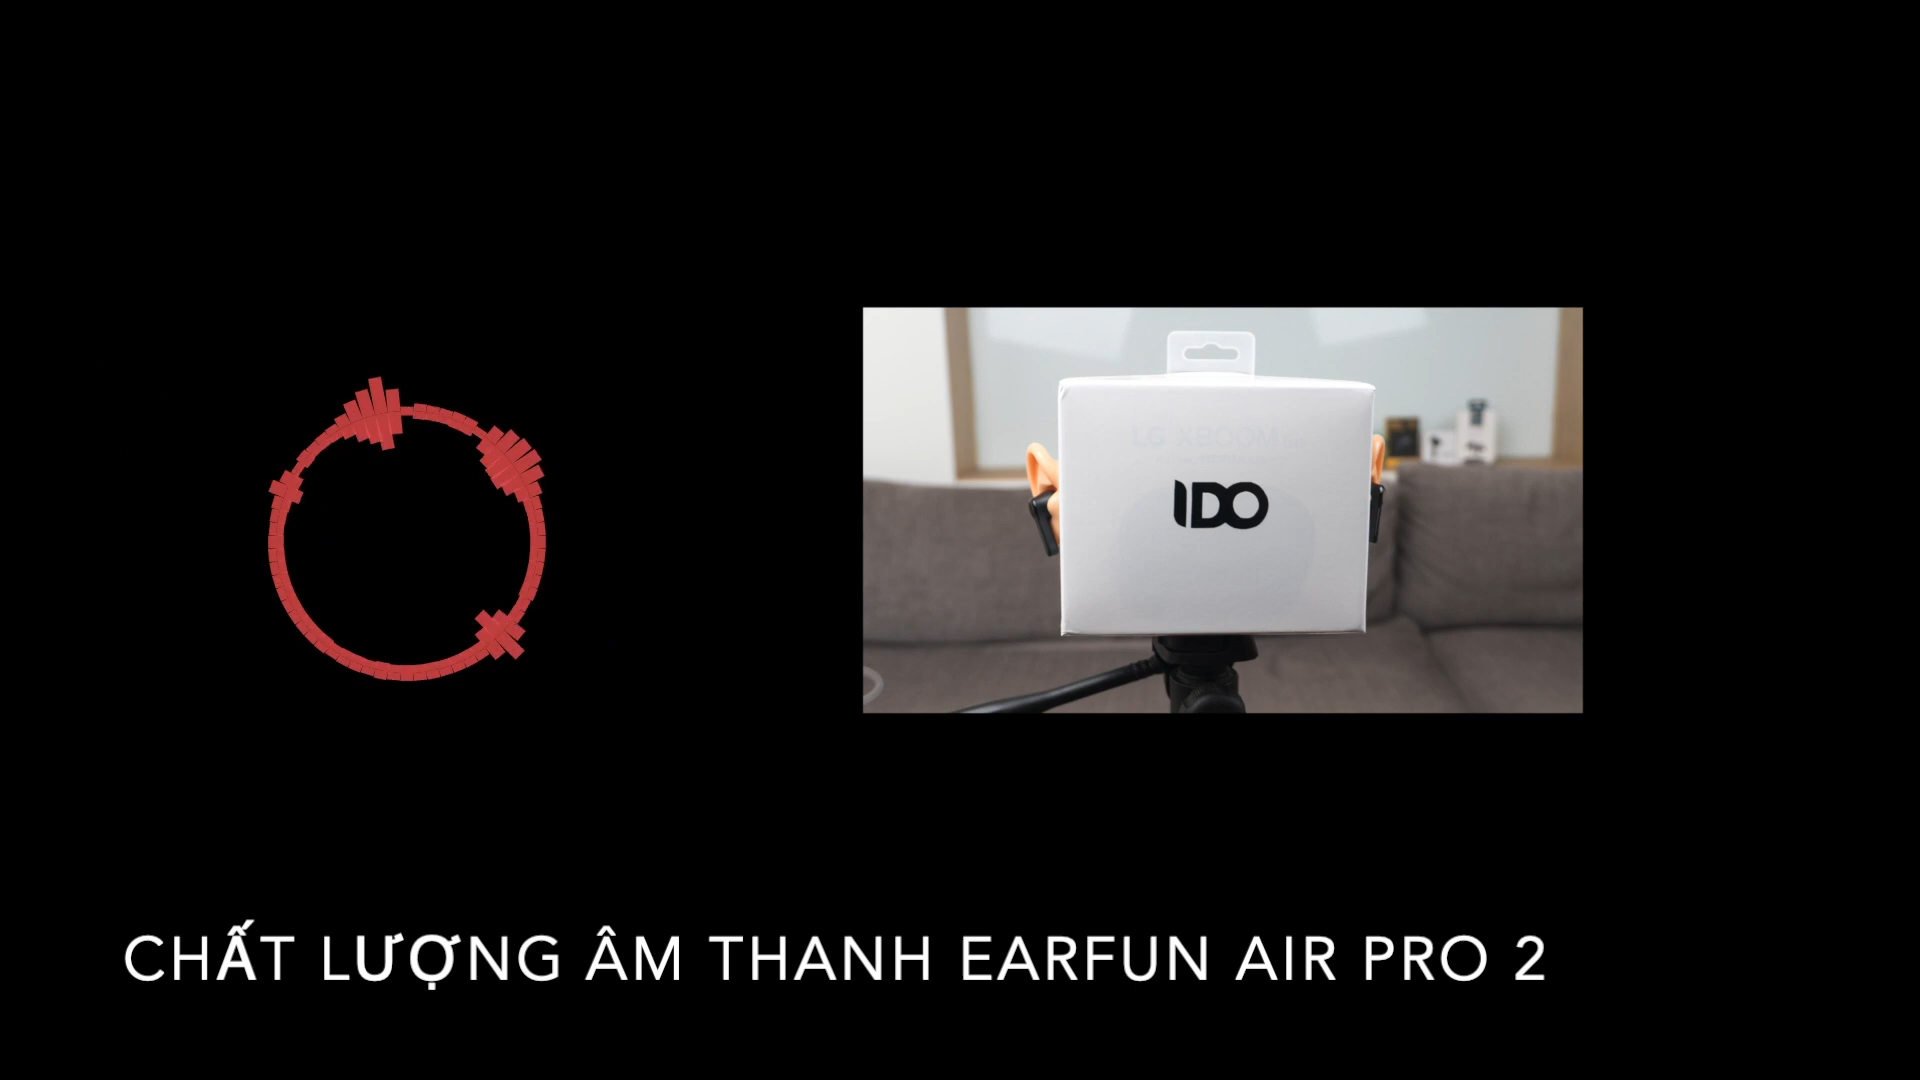 IDO
CHẤT LƯỢNG ÂM THANH EARFUN AIR PRO 2